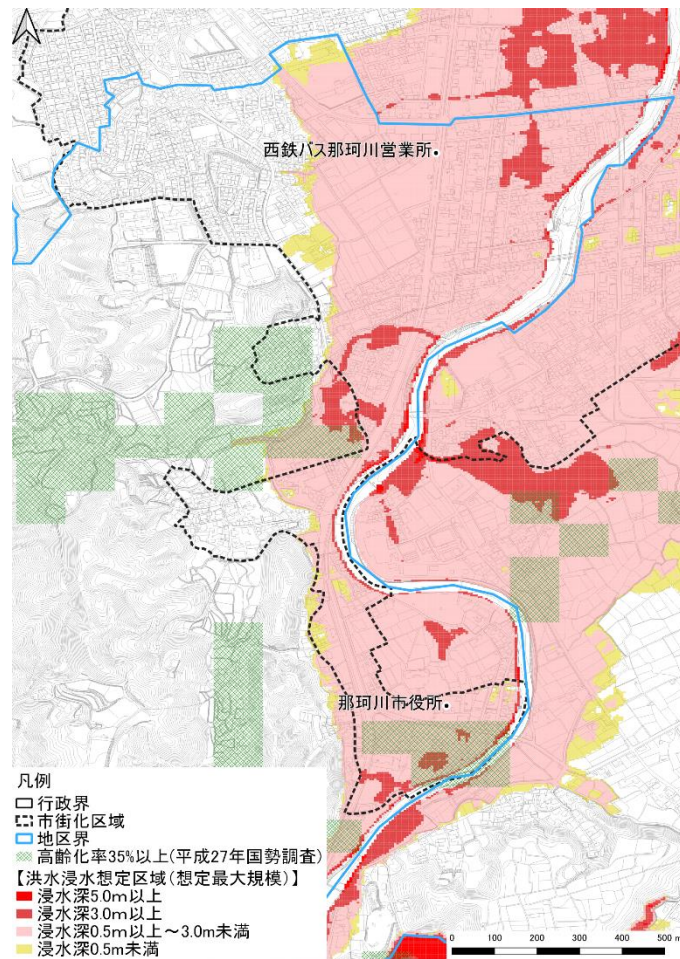 西鉄バス那珂川営業所
那珂川市役所
凡例
行政界
市街化区域
地区界
高齢化率35%以上(平成27年国勢調査)
【洪水浸水想定区域(想定最大規模)】
浸水深5.0m以上
浸水深3.0m以上
浸水深0.5m以上～3.0m未満
浸水深0.5m未満
0 100 200 300 400 500 m